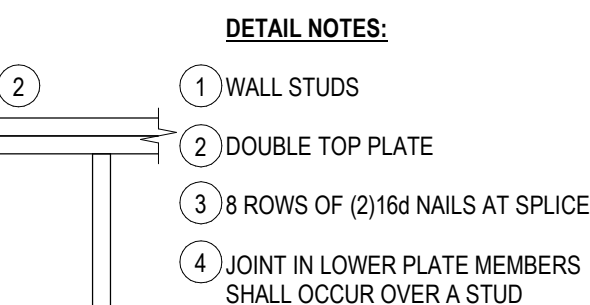 DETAIL NOTES:
2
1 WALL STUDS
2 DOUBLE TOP PLATE
3 8 ROWS OF (2)16d NAILS AT SPLICE
4 JOINT IN LOWER PLATE MEMBERS
SHALL OCCUR OVER A STUD